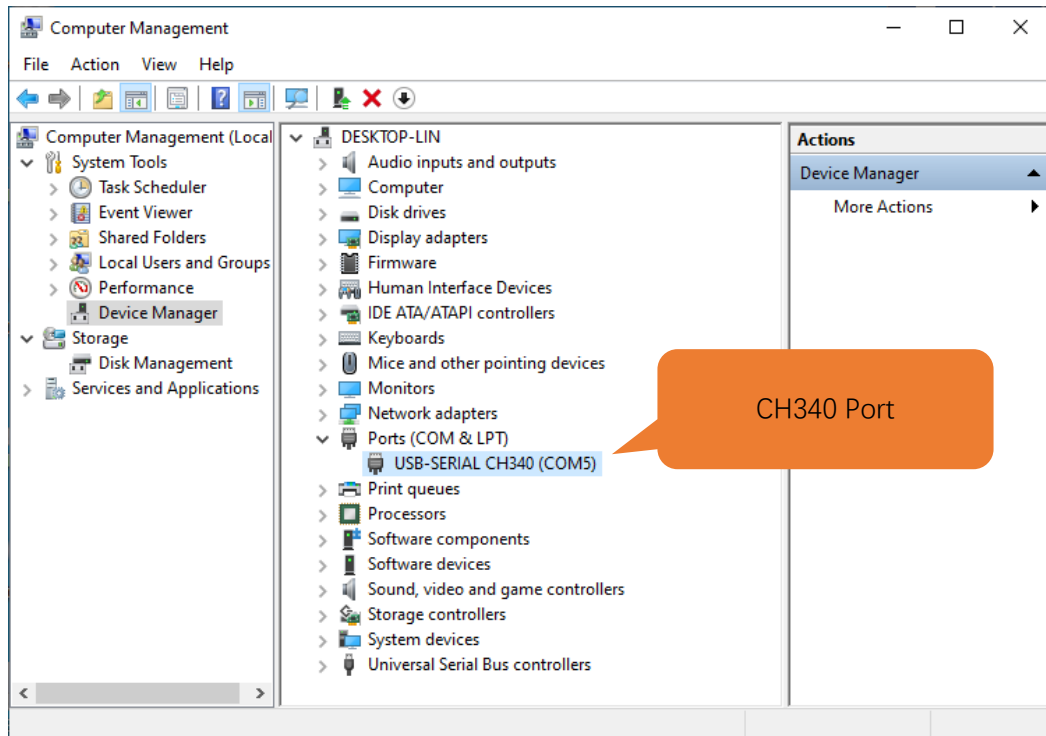 Computer Management
File Action View Help
Computer Management (Local
System Tools
Task Scheduler
Event Viewer
Shared Folders
Local Users and Groups
Performance
Device Manager
Storage
Disk Management
Services and Applications
DESKTOP-LIN
Audio inputs and outputs
Computer
Disk drives
Display adapters
Firmware
Human Interface Devices
IDE ATA/ATAPI controllers
Keyboards
Mice and other pointing devices
Monitors
Network adapters
Ports (COM & LPT)
USB-SERIAL CH340 (COM5)
Print queues
Processors
Software components
Software devices
Sound, video and game controllers
Storage controllers
System devices
Universal Serial Bus controllers
CH340 Port
Actions
Device Manager
More Actions